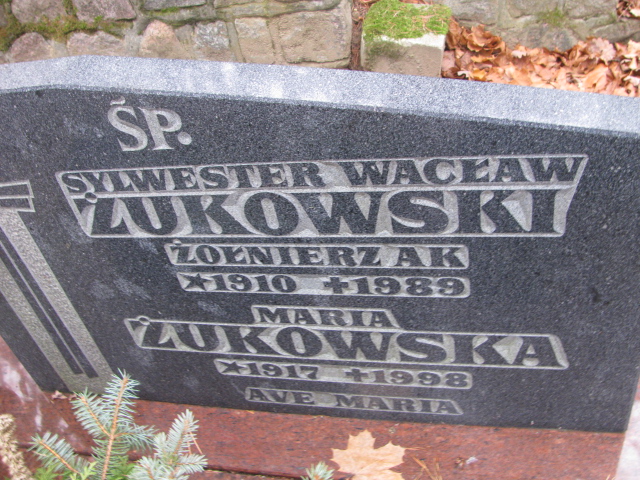 ŚP.
SYLWESTER WACŁAW
ŻUKOWSKI
ŻOŁNIERZ AK
*1910 +1989
MARIA
ŻUKOWSKA
*1917 +1998
AVE MARIA